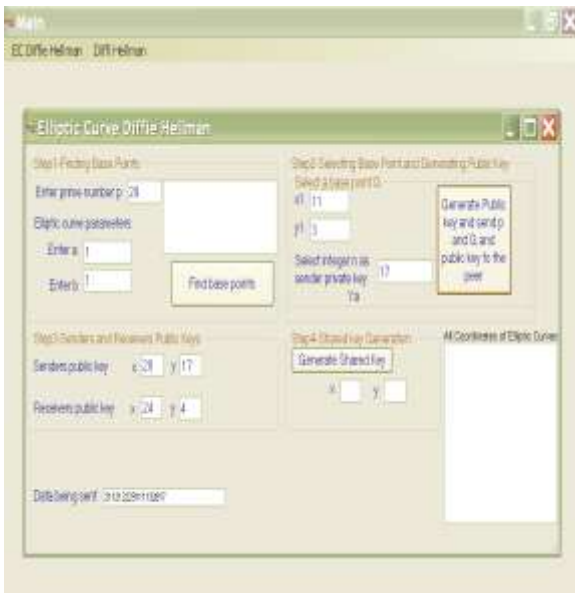 Main
EC Diffie Hellman Diffi Hellman
Elliptic Curve Diffie Hellman
Step1-Finding Base Points
Enter prime number p
Elliptic curve parameters
Enter a 1
Enter b 1
Find base points
Step2-Selecting Base Point and Generating Public Key
Select a base point G
x1 11
y1 3
Select integer n as
sender private key 17
Generate Public
key and send p
and G and
public key to the
peer
Step3-Senders and Receivers Public Keys
Senders public key x y 17
Receivers public key x 24 y 4
Step4-Shared Key Generation
Generate Shared Key
x y
All Coordinates of Elliptic Curve
Data being sent